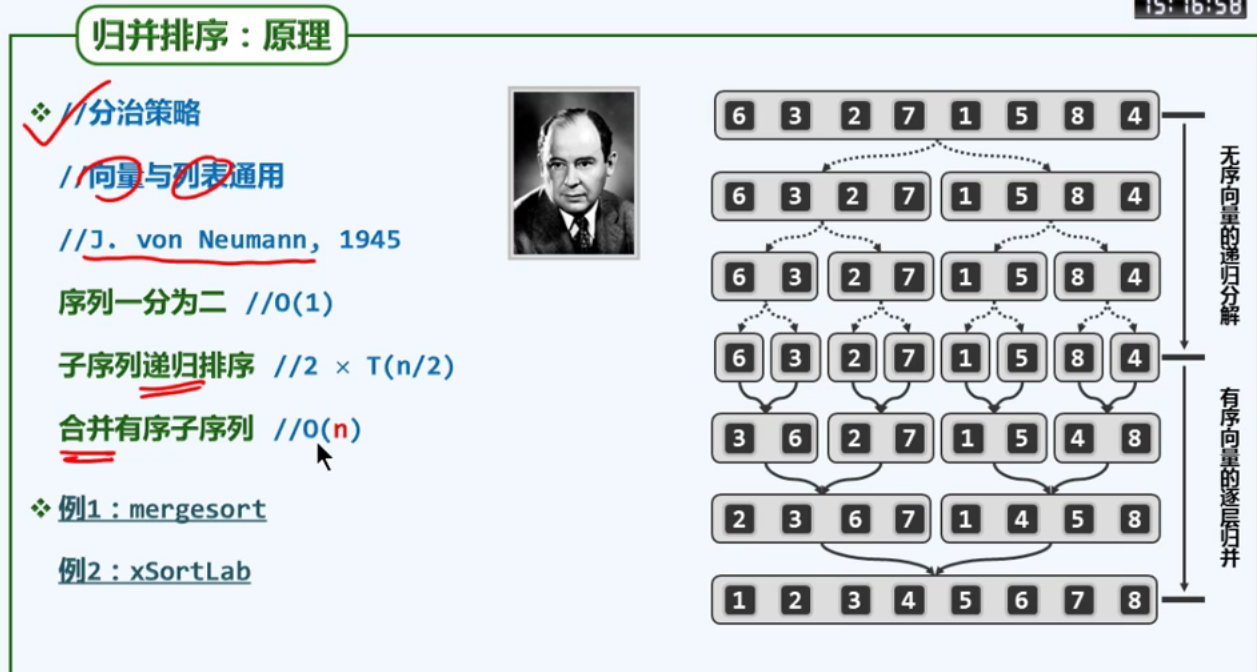 15:16:58
归并排序：原理
//分治策略
//向量与列表通用
//J. von Neumann, 1945
序列一分为二 //O(1)
子序列递归排序 //2 × T(n/2)
合并有序子序列 //O(n)
例1：mergesort
例2：xSortLab
6 3 2 7 1 5 8 4
6 3 2 7 1 5 8 4
6 3 2 7 1 5 8 4
6 3 2 7 1 5 8 4
3 6 2 7 1 5 4 8
2 3 6 7 1 4 5 8
1 2 3 4 5 6 7 8
无序向量的递归分解
有序向量的逐层归并